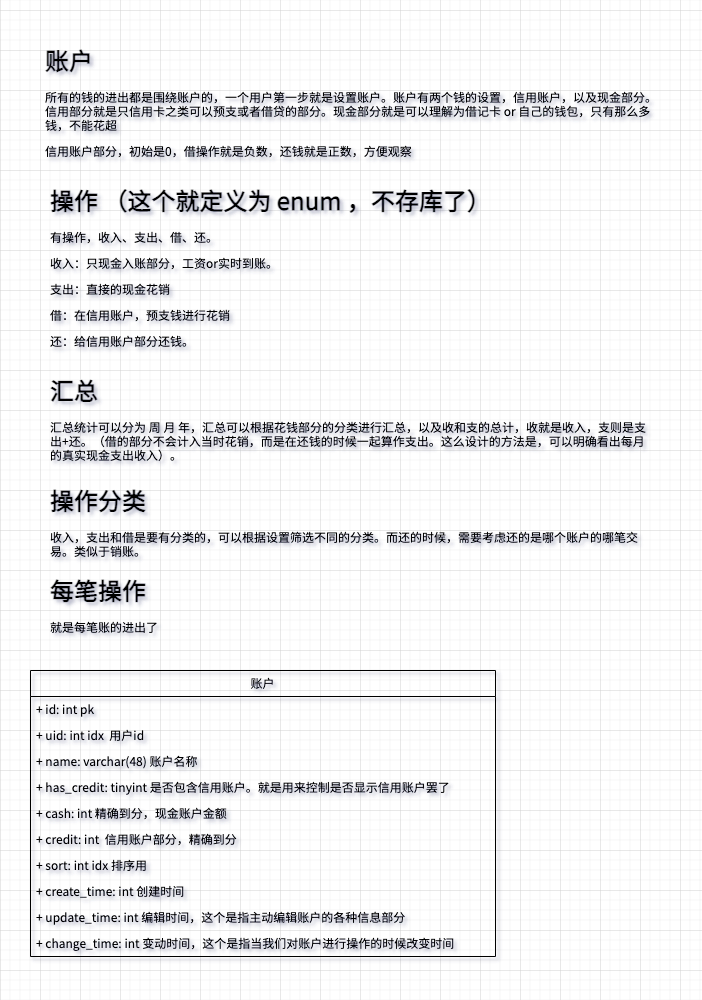 账户
所有的钱的进出都是围绕账户的，一个用户第一步就是设置账户。账户有两个钱的设置，信用账户，以及现金部分。
信用部分就是只信用卡之类可以预支或者借贷的部分。现金部分就是可以理解为借记卡 or 自己的钱包，只有那么多
钱，不能花超
信用账户部分，初始是0，借操作就是负数，还钱就是正数，方便观察
操作 （这个就定义为 enum ，不存库了）
有操作，收入、支出、借、还。
收入：只现金入账部分，工资or实时到账。
支出：直接的现金花销
借：在信用账户，预支钱进行花销
还：给信用账户部分还钱。
汇总
汇总统计可以分为 周 月 年，汇总可以根据花钱部分的分类进行汇总，以及收和支的总计，收就是收入，支则是支
出+还。（借的部分不会计入当时花销，而是在还钱的时候一起算作支出。这么设计的方法是，可以明确看出每月
的真实现金支出收入）。
操作分类
收入，支出和借是要有分类的，可以根据设置筛选不同的分类。而还的时候，需要考虑还的是哪个账户的哪笔交
易。类似于销账。
每笔操作
就是每笔账的进出了
账户
+ id: int pk
+ uid: int idx 用户id
+ name: varchar(48) 账户名称
+ has_credit: tinyint 是否包含信用账户。就是用来控制是否显示信用账户罢了
+ cash: int 精确到分，现金账户金额
+ credit: int 信用账户部分，精确到分
+ sort: int idx 排序用
+ create_time: int 创建时间
+ update_time: int 编辑时间，这个是指主动编辑账户的各种信息部分
+ change_time: int 变动时间，这个是指当我们对账户进行操作的时候改变时间